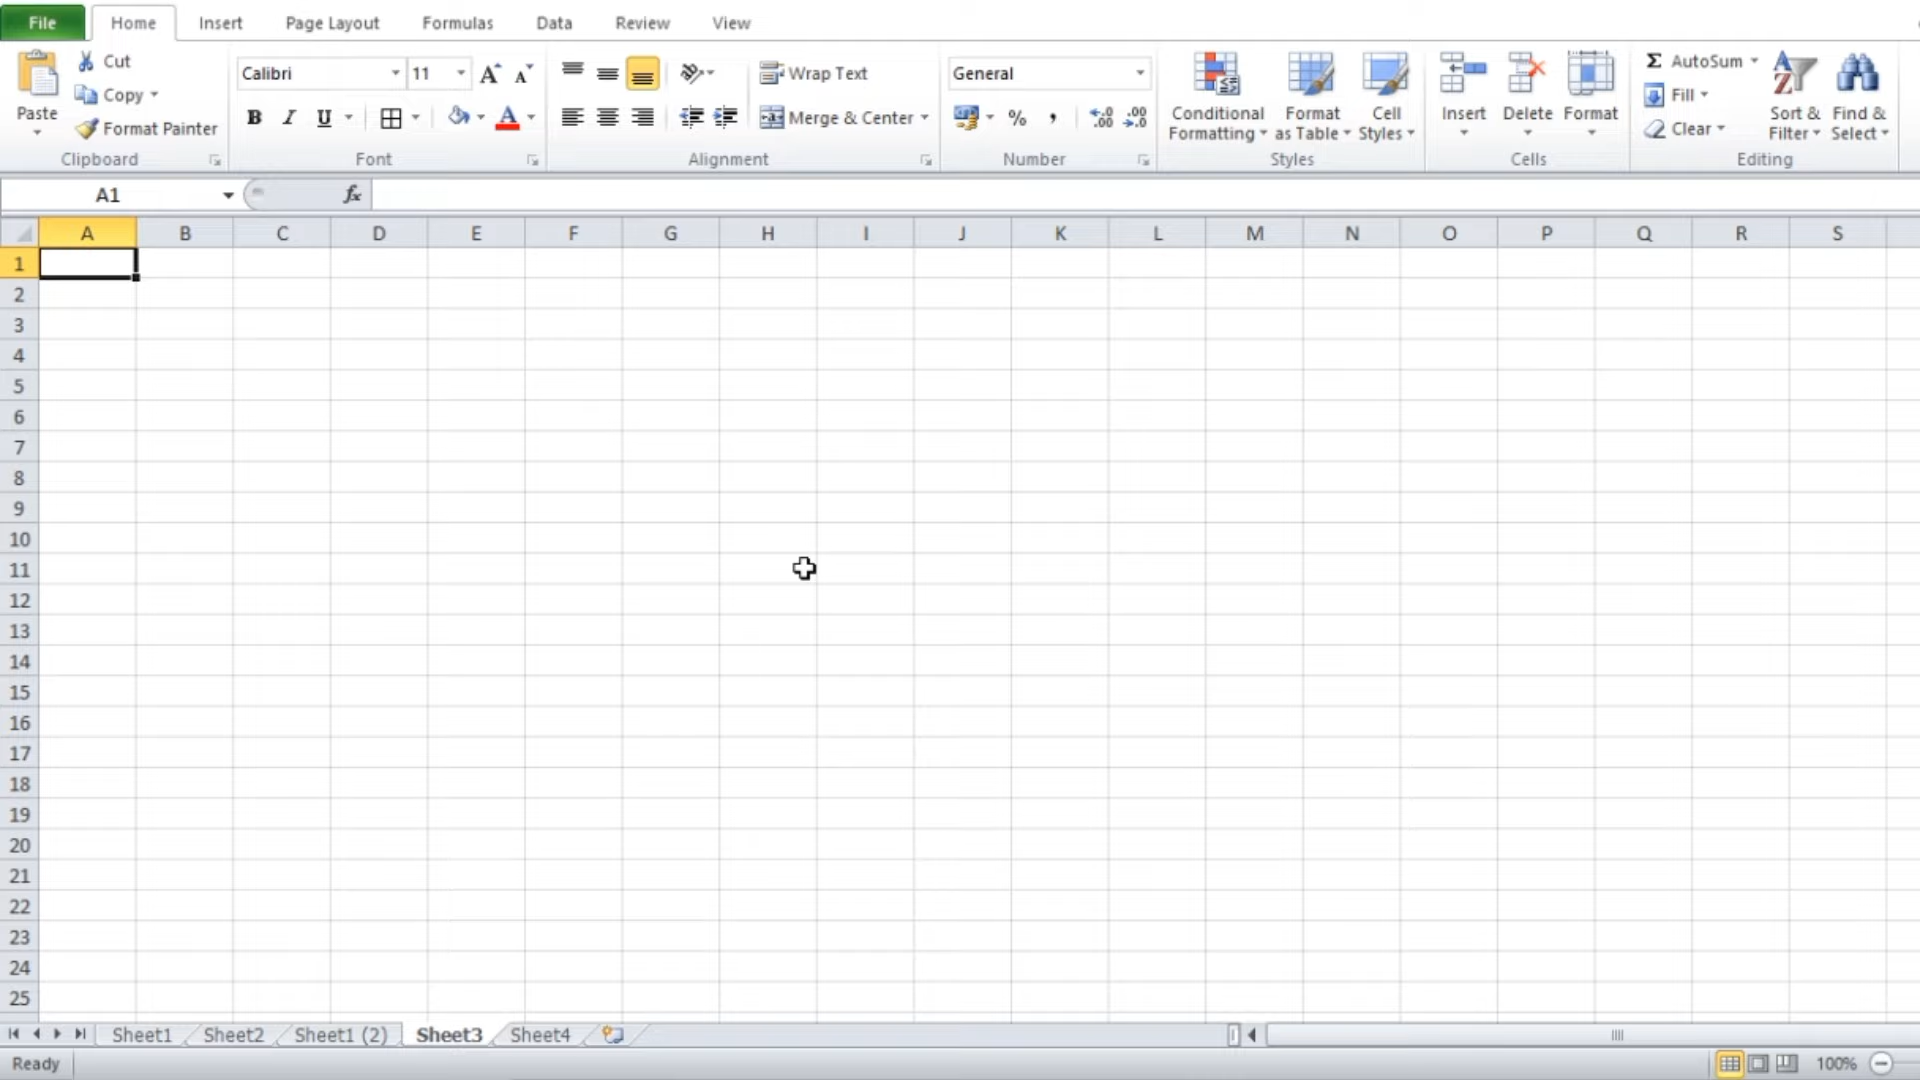 File Home Insert Page Layout Formulas Data Review View
Paste
Cut
Copy
Format Painter
Clipboard
Calibri 11
B I U
Font
Wrap Text
Merge & Center
Alignment
General
% ,
Number
Conditional Formatting
Format as Table
Cell Styles
Styles
Insert Delete Format
Cells
Σ AutoSum
Fill
Clear
Sort & Filter
Find & Select
Editing
A1 fx
A B C D E F G H I J K L M N O P Q R S
1
2
3
4
5
6
7
8
9
10
11
12
13
14
15
16
17
18
19
20
21
22
23
24
25
Sheet1 Sheet2 Sheet1 (2) Sheet3 Sheet4
Ready 100%